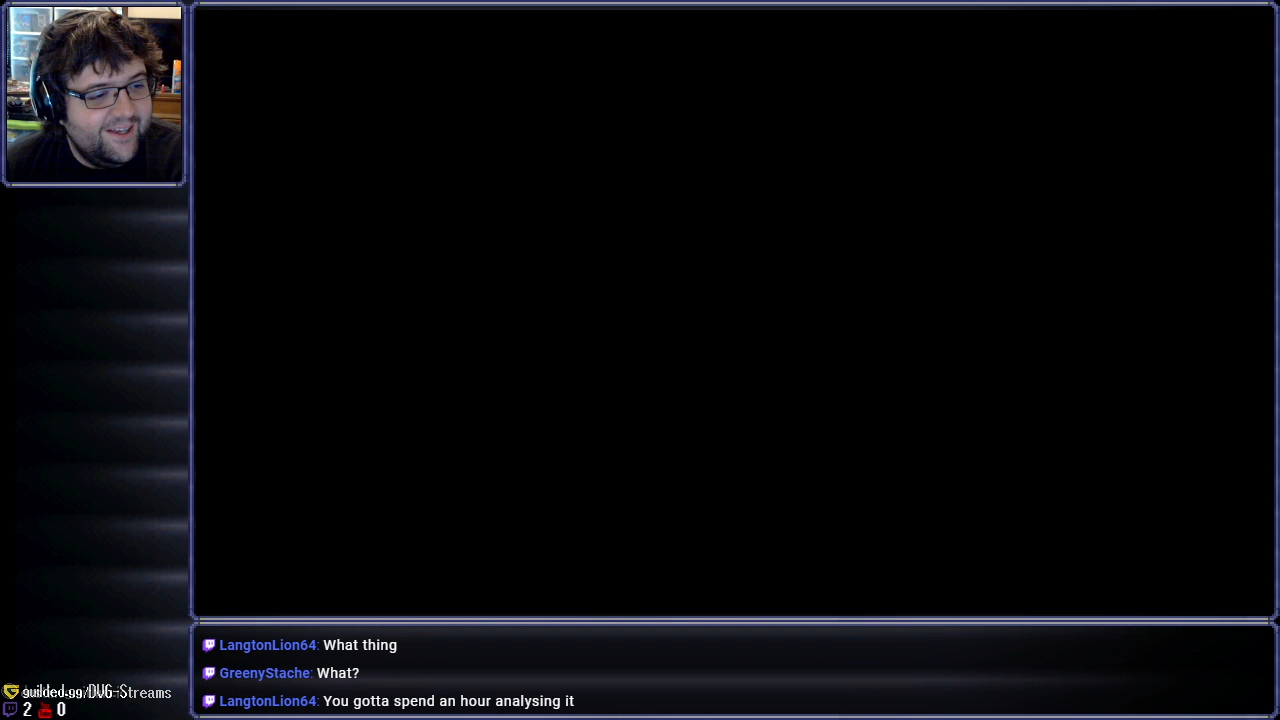 LangtonLion64: What thing
GreenyStache: What?
LangtonLion64: You gotta spend an hour analysing it
guilded.gg/DVG-Streams
2 0